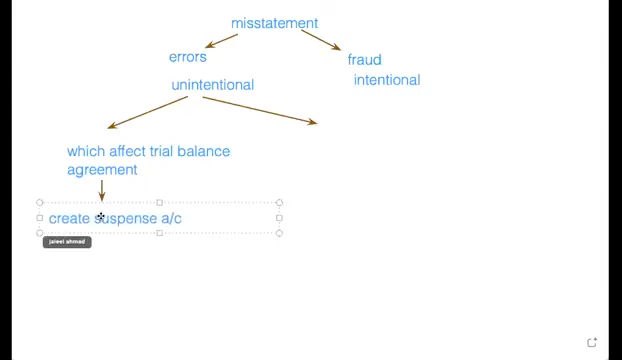 misstatement
errors
fraud
unintentional
intentional
which affect trial balance
agreement
create suspense a/c
jaleel ahmad